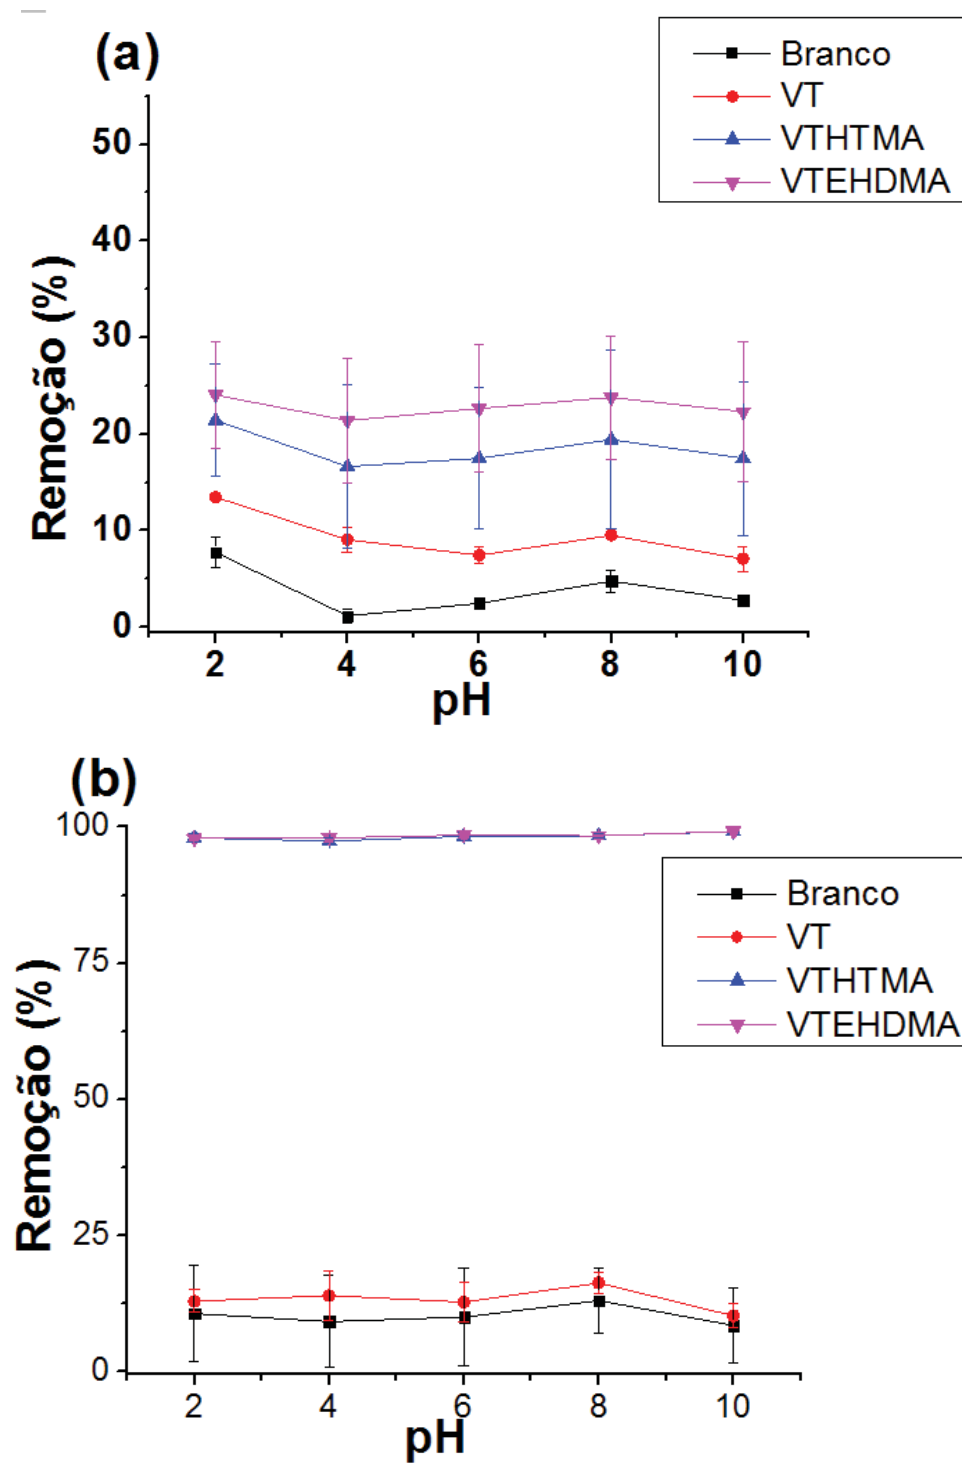 (a)
Branco
VT
VTHTMA
VTEHDMA
Remoção (%)
50
40
30
20
10
0
2 4 6 8 10
pH
(b)
Branco
VT
VTHTMA
VTEHDMA
Remoção (%)
100
75
50
25
0
2 4 6 8 10
pH